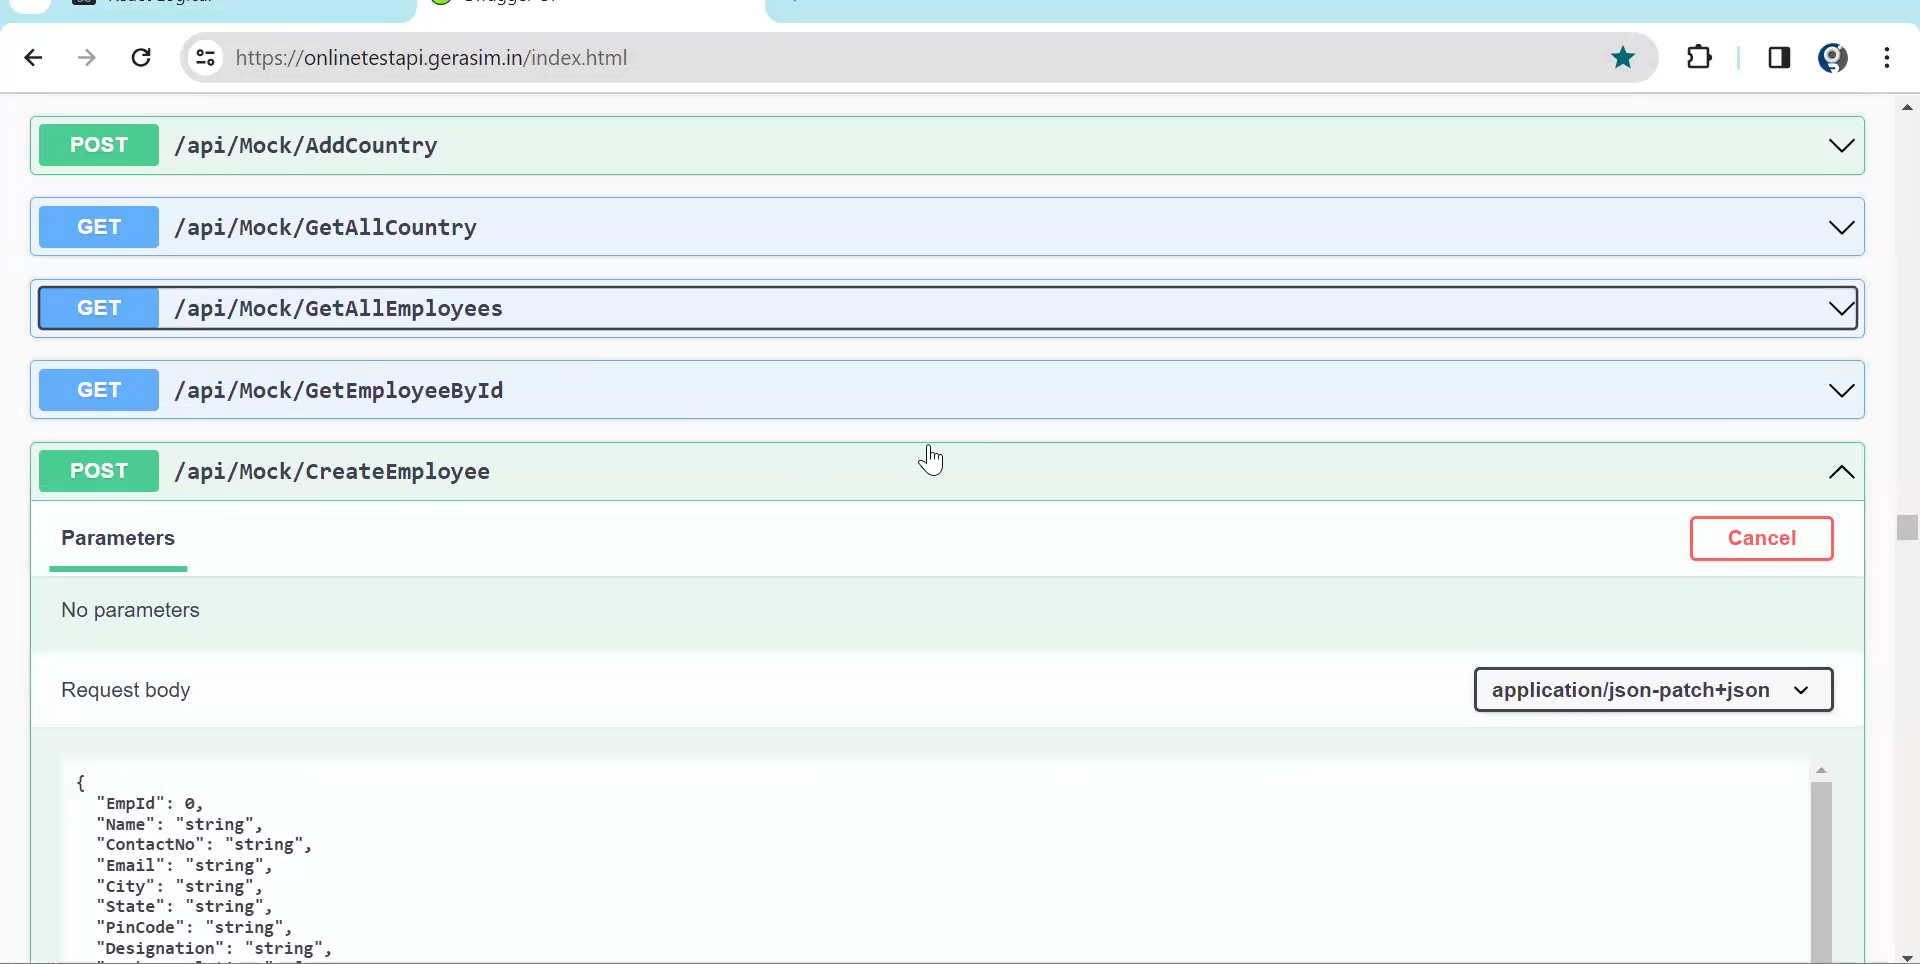 https://onlinetestapi.gerasim.in/index.html
POST /api/Mock/AddCountry
GET /api/Mock/GetAllCountry
GET /api/Mock/GetAllEmployees
GET /api/Mock/GetEmployeeById
POST /api/Mock/CreateEmployee
Parameters Cancel
No parameters
Request body application/json-patch+json
{
"EmpId": 0,
"Name": "string",
"ContactNo": "string",
"Email": "string",
"City": "string",
"State": "string",
"PinCode": "string",
"Designation": "string",